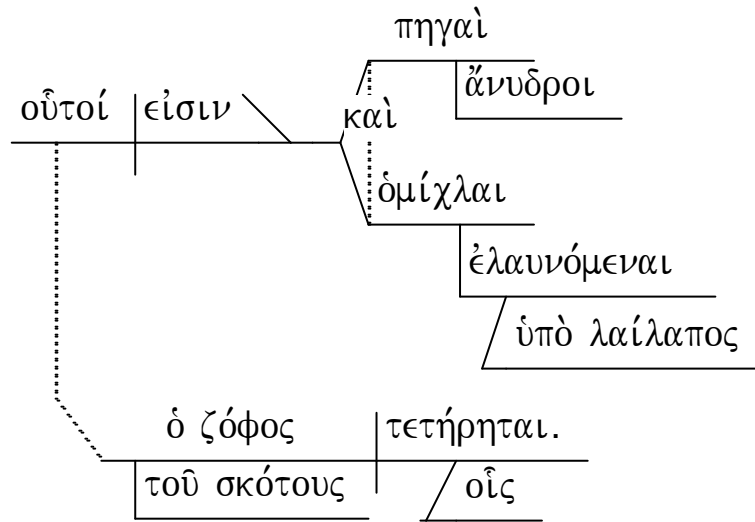 πηγαὶ
οὗτοί εἰσιν καὶ ἄνυδροι
ὁμίχλαι
ἐλαυνόμεναι
ὑπὸ λαίλαπος
ὁ ζόφος τετήρηται.
τοῦ σκότους οἷς